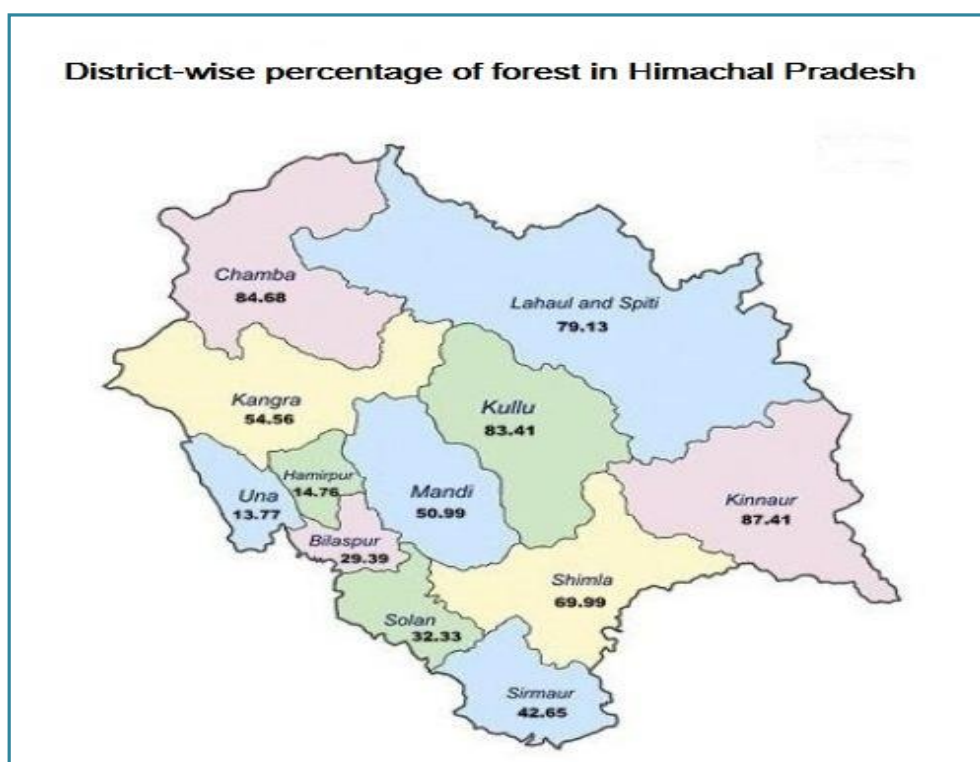 District-wise percentage of forest in Himachal Pradesh
Chamba
84.68
Lahaul and Spiti
79.13
Kangra
54.56
Kullu
83.41
Hamirpur
14.76
Una
13.77
Mandi
50.99
Kinnaur
87.41
Bilaspur
29.39
Shimla
69.99
Solan
32.33
Sirmaur
42.65